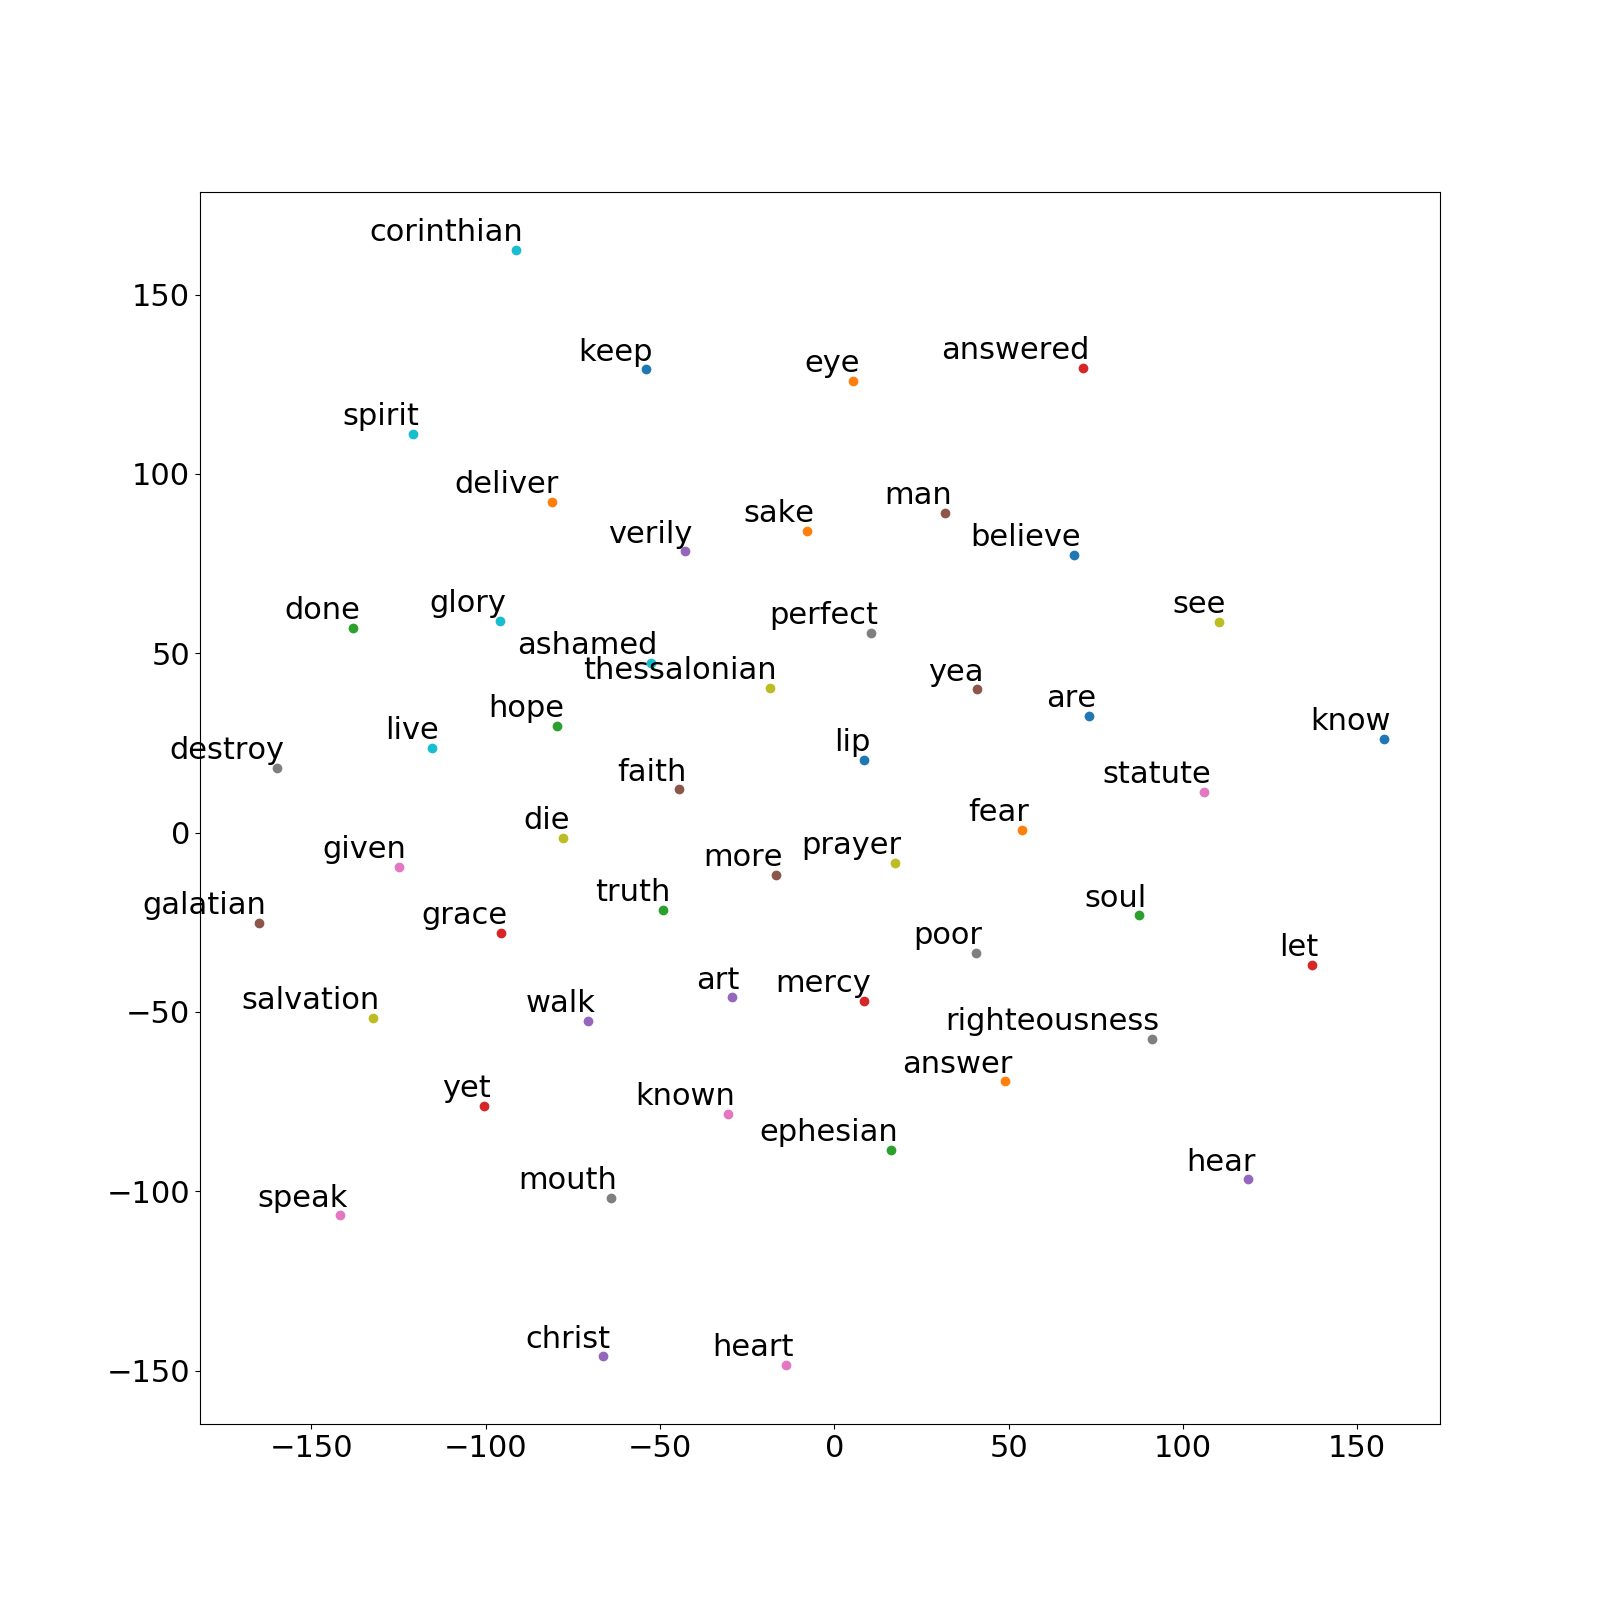 corinthian
150
keep
eye
answered
spirit
100
deliver
man
sake
verily
believe
done
glory
perfect
see
50
ashamed
thessalonian
yea
are
hope
know
live
destroy
lip
faith
statute
0
die
fear
given
more
prayer
truth
galatian
grace
soul
poor
let
salvation
art
mercy
−50
walk
righteousness
answer
yet
known
ephesian
hear
−100
mouth
speak
christ
heart
−150
−150 −100 −50 0 50 100 150